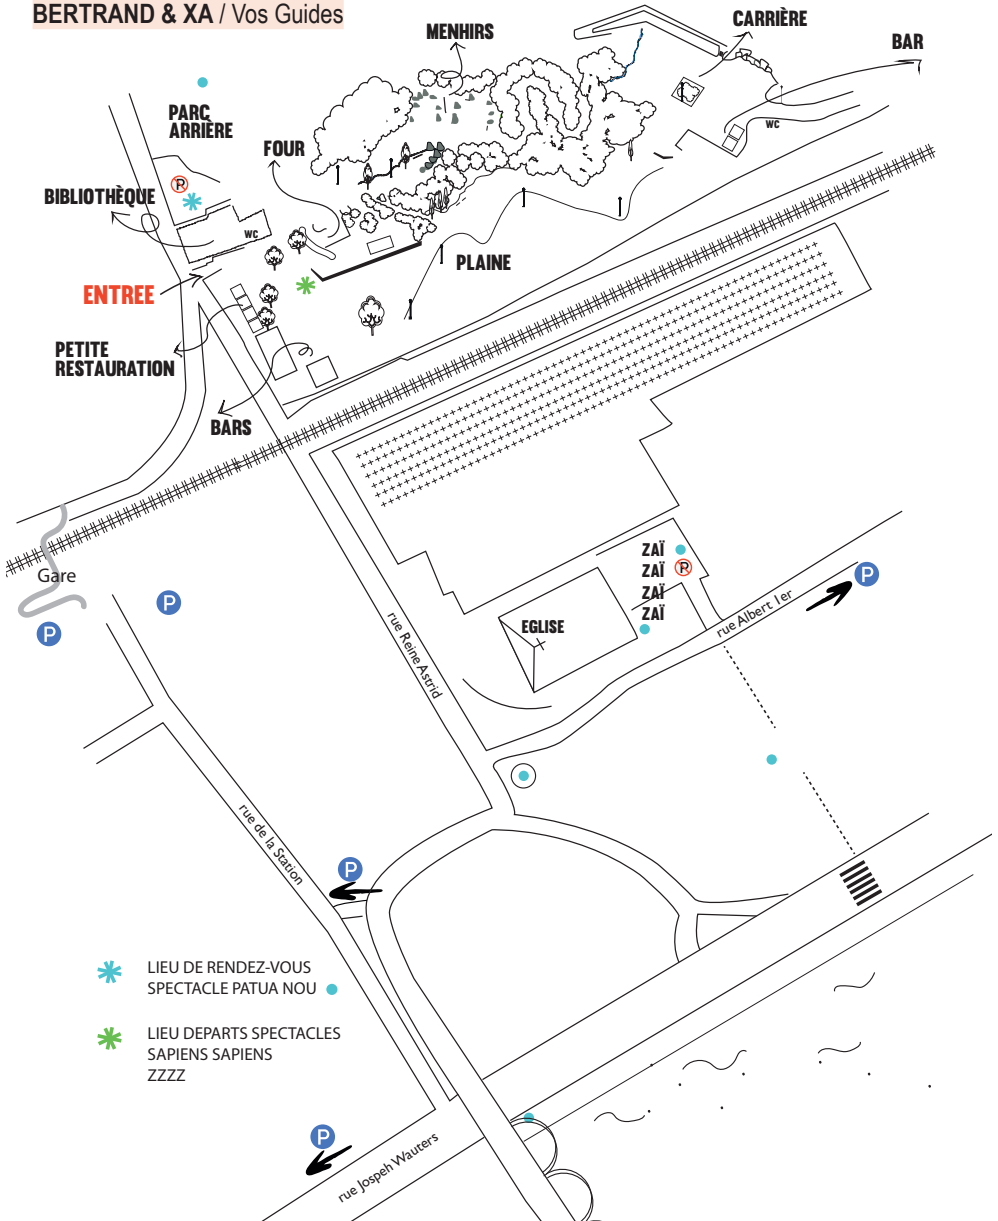 BERTRAND & XA / Vos Guides
MENHIRS
CARRIÈRE
BAR
PARC
ARRIÈRE
FOUR
WC
P
BIBLIOTHÈQUE
WC
PLAINE
ENTREE
PETITE
RESTAURATION
BARS
ZAÏ
ZAÏ
P
ZAÏ
ZAÏ
Gare
P
P
P
EGLISE
rue Albert 1er
rue Reine Astrid
rue de la Station
P
LIEU DE RENDEZ-VOUS
SPECTACLE PATUA NOU
LIEU DEPARTS SPECTACLES
SAPIENS SAPIENS
ZZZZ
P
rue Jospeh Wauters